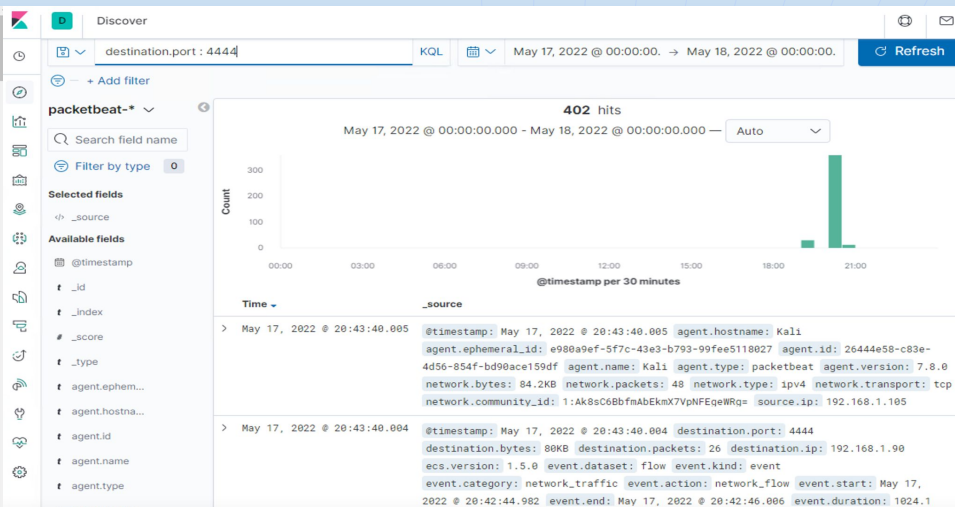 D Discover
destination.port : 4444 KQL May 17, 2022 @ 00:00:00. → May 18, 2022 @ 00:00:00. Refresh
+ Add filter
packetbeat-*
Search field name
Filter by type 0
Selected fields
</> _source
Available fields
@timestamp
t _id
t _index
# _score
t _type
t agent.ephem...
t agent.hostna...
t agent.id
t agent.name
t agent.type
402 hits
May 17, 2022 @ 00:00:00.000 - May 18, 2022 @ 00:00:00.000 — Auto
Count
300
200
100
0
00:00 03:00 06:00 09:00 12:00 15:00 18:00 21:00
@timestamp per 30 minutes
Time _source
May 17, 2022 @ 20:43:40.005
@timestamp: May 17, 2022 @ 20:43:40.005 agent.hostname: Kali
agent.ephemeral_id: e980a9ef-5f7c-43e3-b793-99fee5118027 agent.id: 26444e58-c83e-
4d56-854f-bd90ace159df agent.name: Kali agent.type: packetbeat agent.version: 7.8.0
network.bytes: 84.2KB network.packets: 48 network.type: ipv4 network.transport: tcp
network.community_id: 1:Ak8sC6BbfmAbEkmX7VpNFEqeWRg= source.ip: 192.168.1.105
May 17, 2022 @ 20:43:40.004
@timestamp: May 17, 2022 @ 20:43:40.004 destination.port: 4444
destination.bytes: 80KB destination.packets: 26 destination.ip: 192.168.1.90
ecs.version: 1.5.0 event.dataset: flow event.kind: event
event.category: network_traffic event.action: network_flow event.start: May 17,
2022 @ 20:42:44.982 event.end: May 17, 2022 @ 20:42:46.006 event.duration: 1024.1